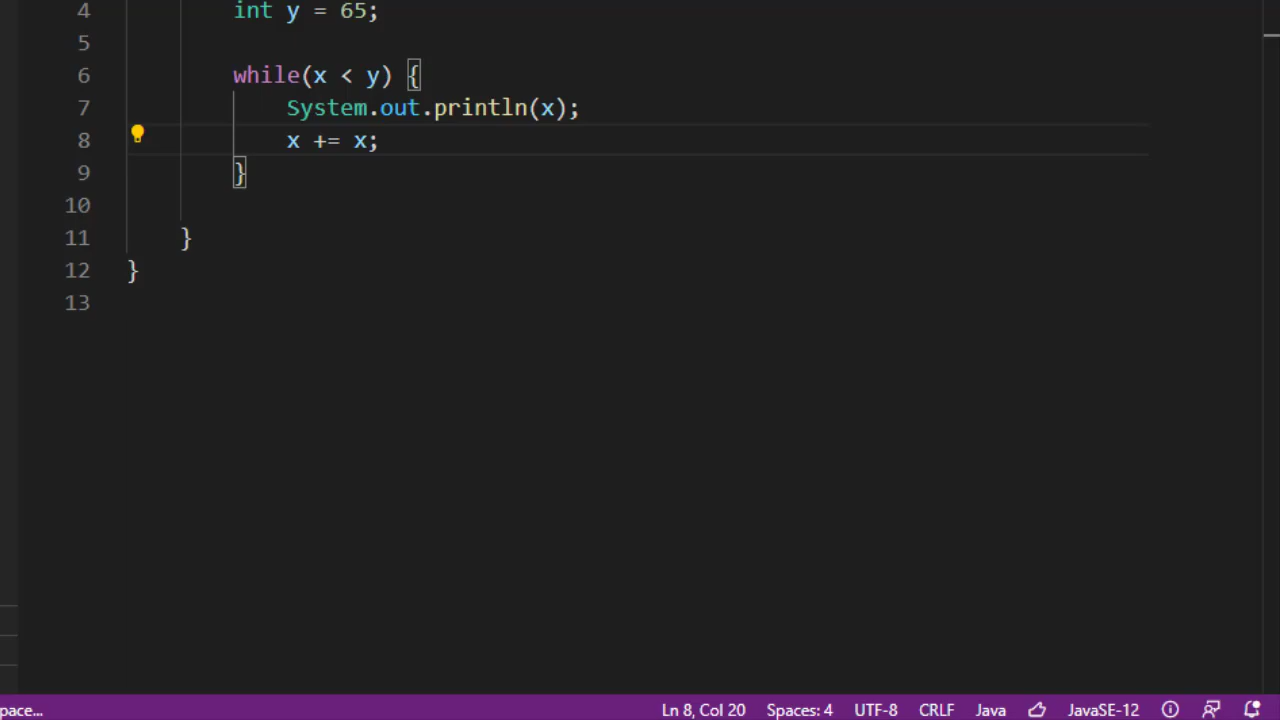 4 int y = 65;
5
6 while(x < y) {
7 System.out.println(x);
8 x += x;
9 }
10
11 }
12 }
13
pace... Ln 8, Col 20 Spaces: 4 UTF-8 CRLF Java JavaSE-12